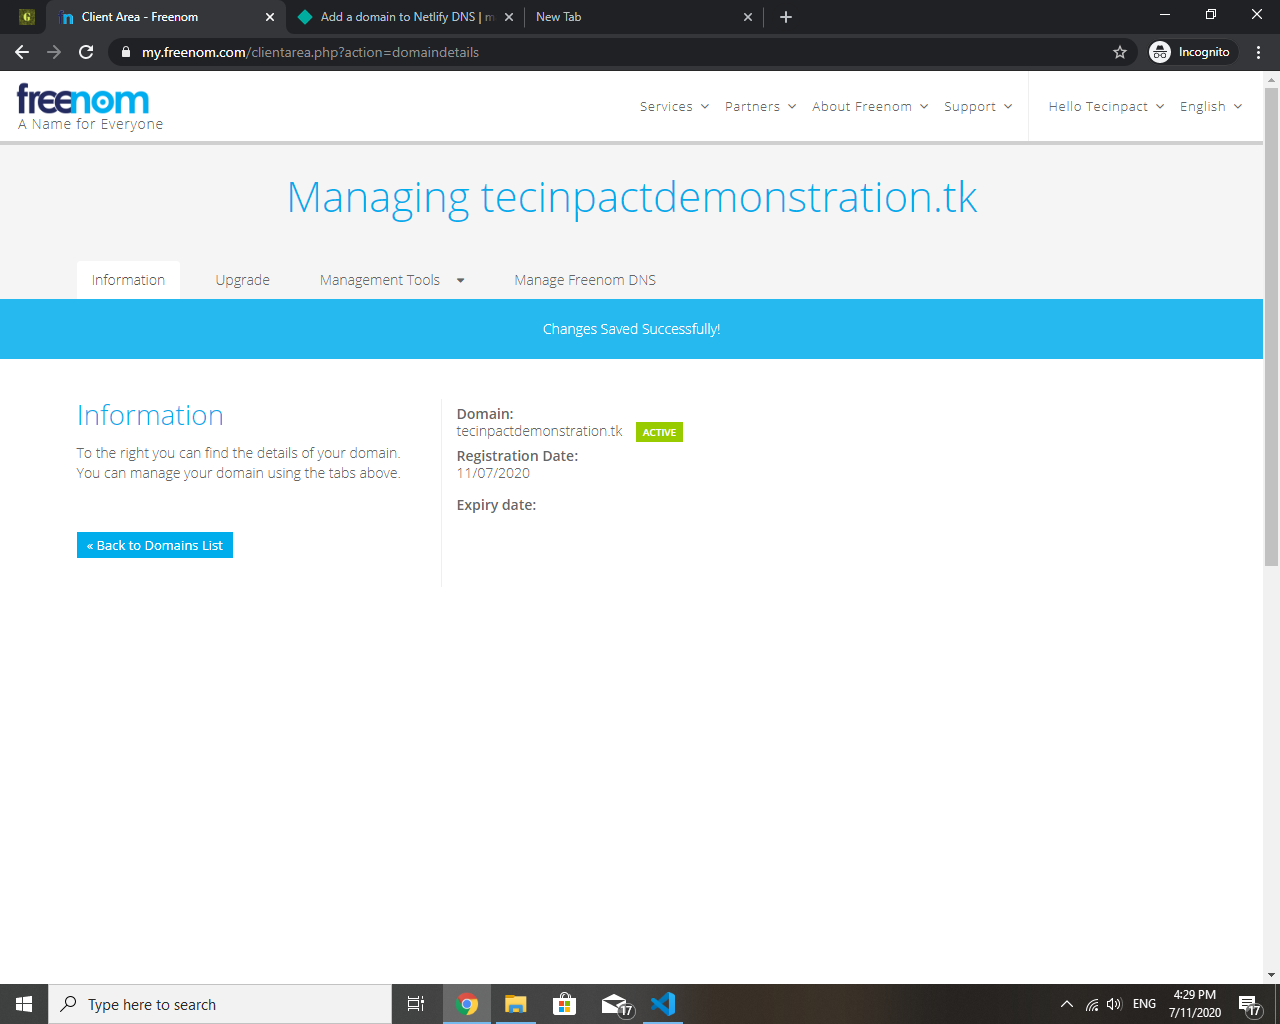 G
Client Area - Freenom
Add a domain to Netlify DNS | m
New Tab
my.freenom.com/clientarea.php?action=domaindetails
Incognito
freenom
A Name for Everyone
Services
Partners
About Freenom
Support
Hello Tecinpact
English
Managing tecinpactdemonstration.tk
Information
Upgrade
Management Tools
Manage Freenom DNS
Changes Saved Successfully!
Information
To the right you can find the details of your domain.
You can manage your domain using the tabs above.
« Back to Domains List
Domain:
tecinpactdemonstration.tk ACTIVE
Registration Date:
11/07/2020
Expiry date:
Type here to search
17
ENG
4:29 PM
7/11/2020
17